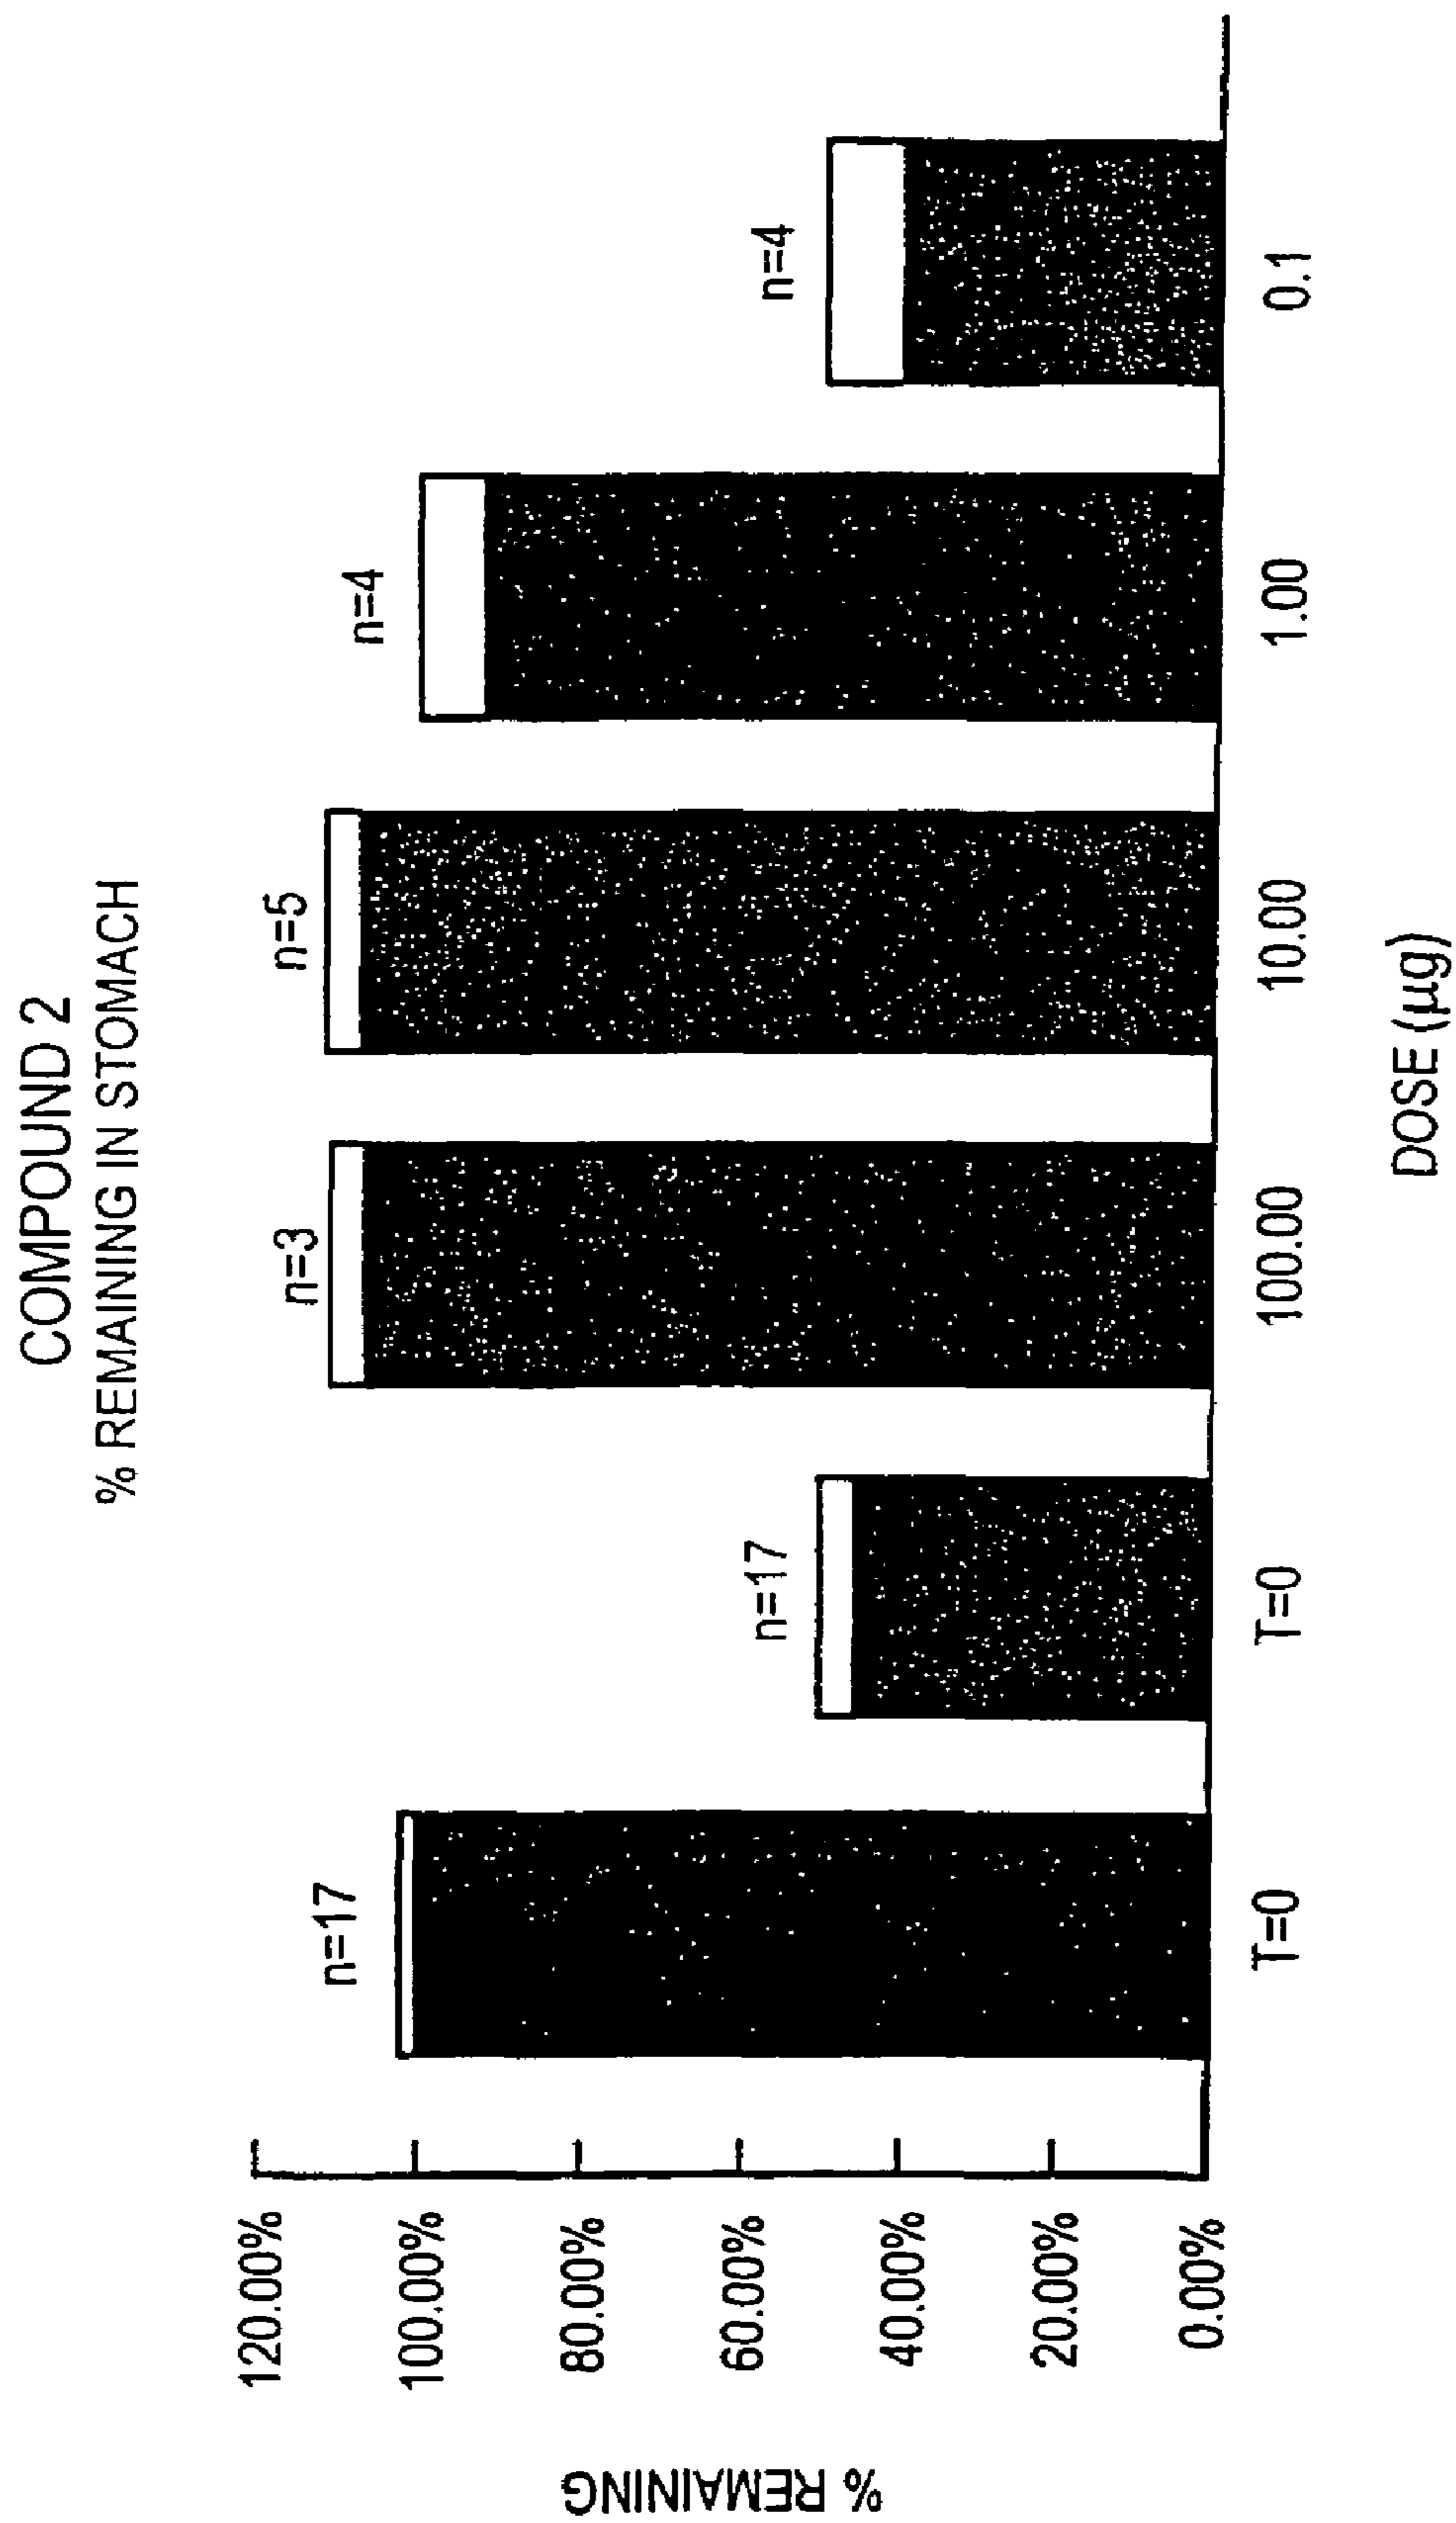 COMPOUND 2
% REMAINING IN STOMACH
% REMAINING
120.00%
100.00%
80.00%
60.00%
40.00%
20.00%
0.00%
n=17
n=17
n=3
n=5
n=4
n=4
T=0
T=0
100.00
10.00
1.00
0.1
DOSE (µg)